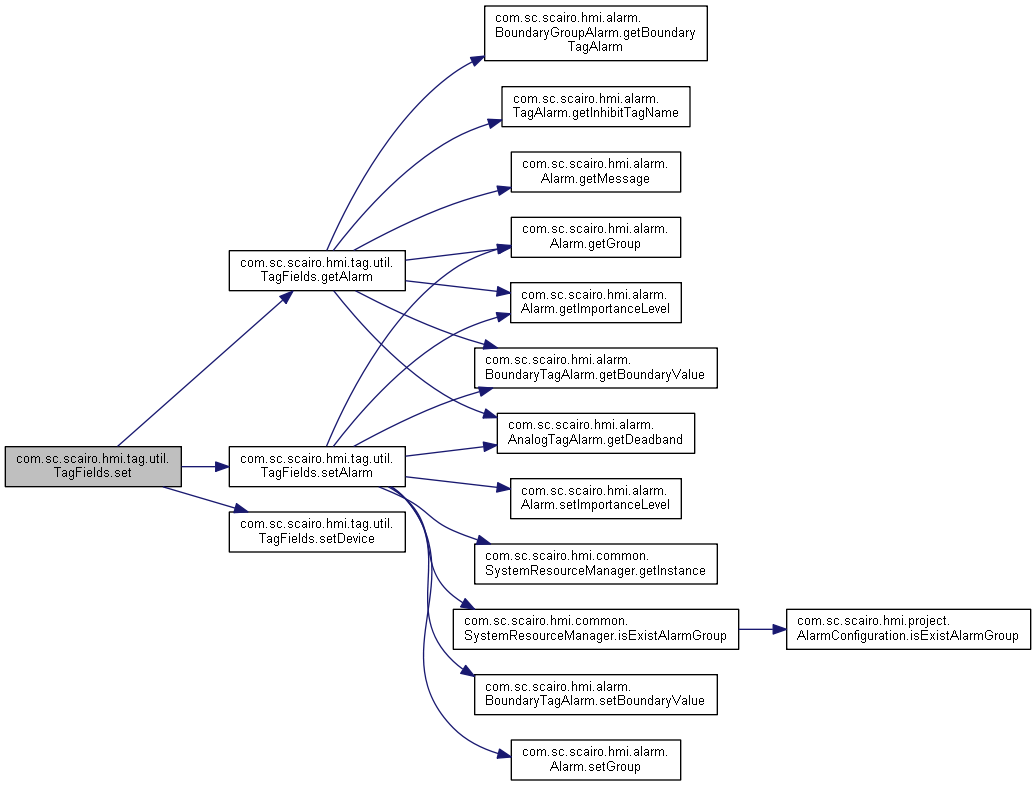 com.sc.scairo.hmi.alarm.
BoundaryGroupAlarm.getBoundary
TagAlarm
com.sc.scairo.hmi.alarm.
TagAlarm.getInhibitTagName
com.sc.scairo.hmi.alarm.
Alarm.getMessage
com.sc.scairo.hmi.alarm.
Alarm.getGroup
com.sc.scairo.hmi.tag.util.
TagFields.getAlarm
com.sc.scairo.hmi.alarm.
Alarm.getImportanceLevel
com.sc.scairo.hmi.alarm.
BoundaryTagAlarm.getBoundaryValue
com.sc.scairo.hmi.alarm.
AnalogTagAlarm.getDeadband
com.sc.scairo.hmi.tag.util.
TagFields.set
com.sc.scairo.hmi.tag.util.
TagFields.setAlarm
com.sc.scairo.hmi.alarm.
Alarm.setImportanceLevel
com.sc.scairo.hmi.tag.util.
TagFields.setDevice
com.sc.scairo.hmi.common.
SystemResourceManager.getInstance
com.sc.scairo.hmi.common.
SystemResourceManager.isExistAlarmGroup
com.sc.scairo.hmi.project.
AlarmConfiguration.isExistAlarmGroup
com.sc.scairo.hmi.alarm.
BoundaryTagAlarm.setBoundaryValue
com.sc.scairo.hmi.alarm.
Alarm.setGroup